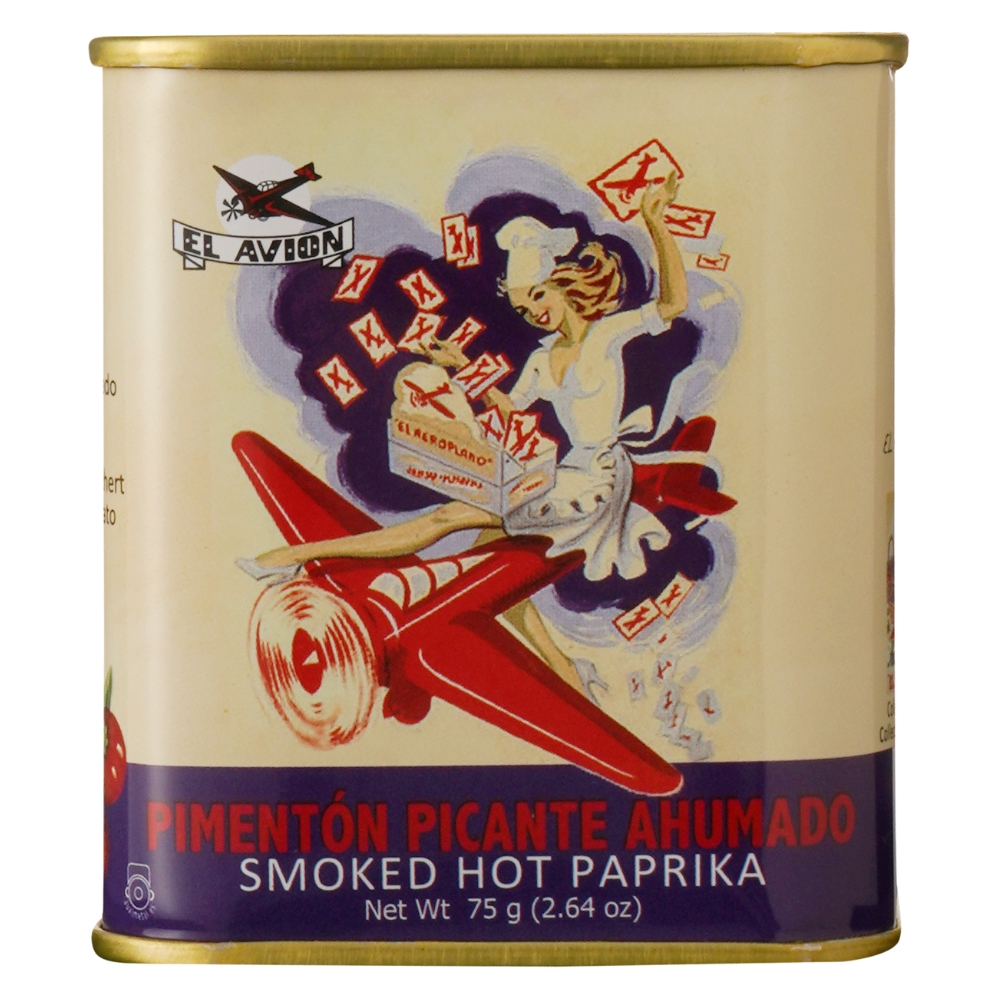 EL AVION
"EL AEROPLANO"
PIMENTÓN PICANTE AHUMADO
SMOKED HOT PAPRIKA
Net Wt 75 g (2.64 oz)